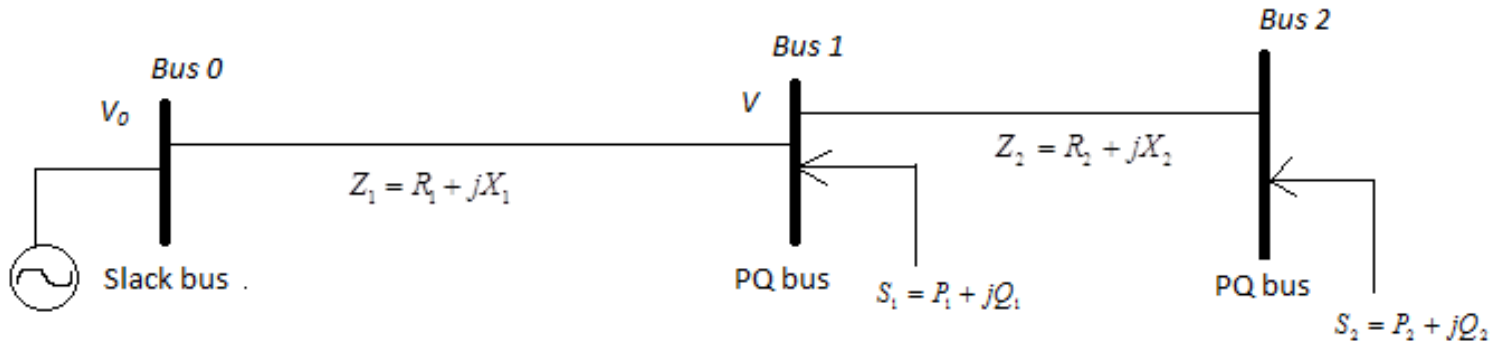 Bus 0
V₀
Z₁ = R₁ + jX₁
Slack bus .
Bus 1
V
PQ bus
S₁ = P₁ + jQ₁
Z₂ = R₂ + jX₂
Bus 2
PQ bus
S₂ = P₂ + jQ₂